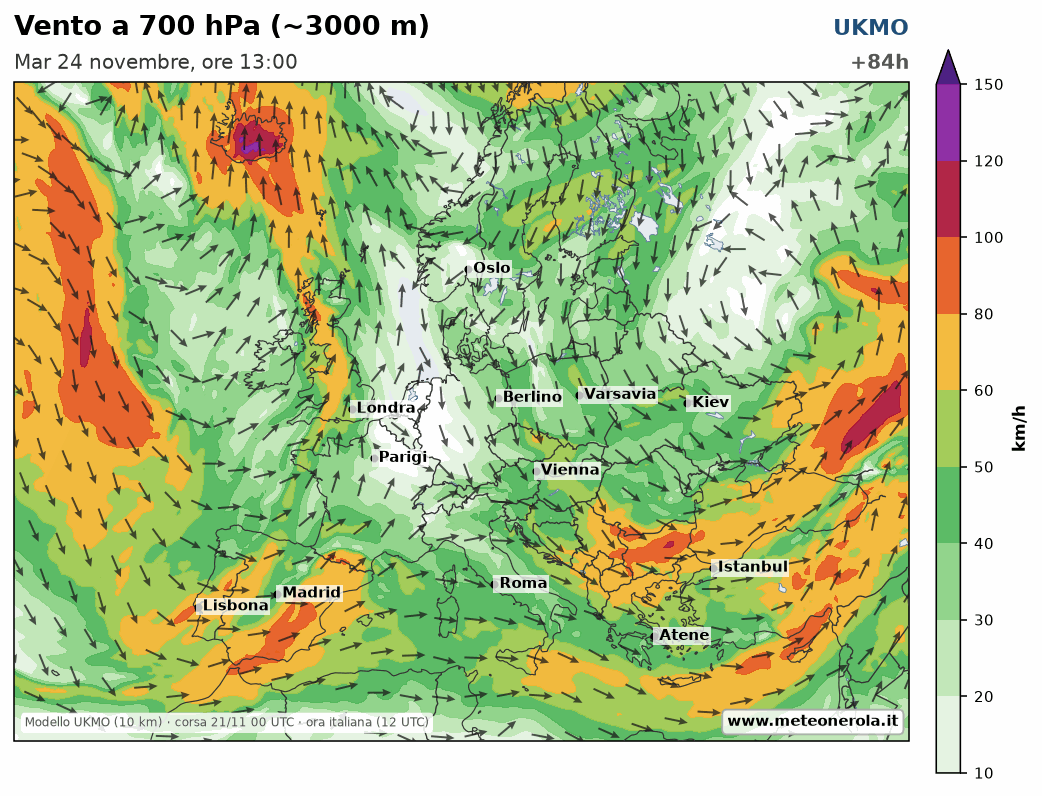 Vento a 700 hPa (~3000 m)
UKMO
Mar 24 novembre, ore 13:00
+84h
150
120
100
80
60
50
40
30
20
10
km/h
Oslo
Londra
Berlino
Varsavia
Kiev
Parigi
Vienna
Istanbul
Roma
Madrid
Lisbona
Atene
Modello UKMO (10 km) · corsa 21/11 00 UTC · ora italiana (12 UTC)
www.meteonerola.it